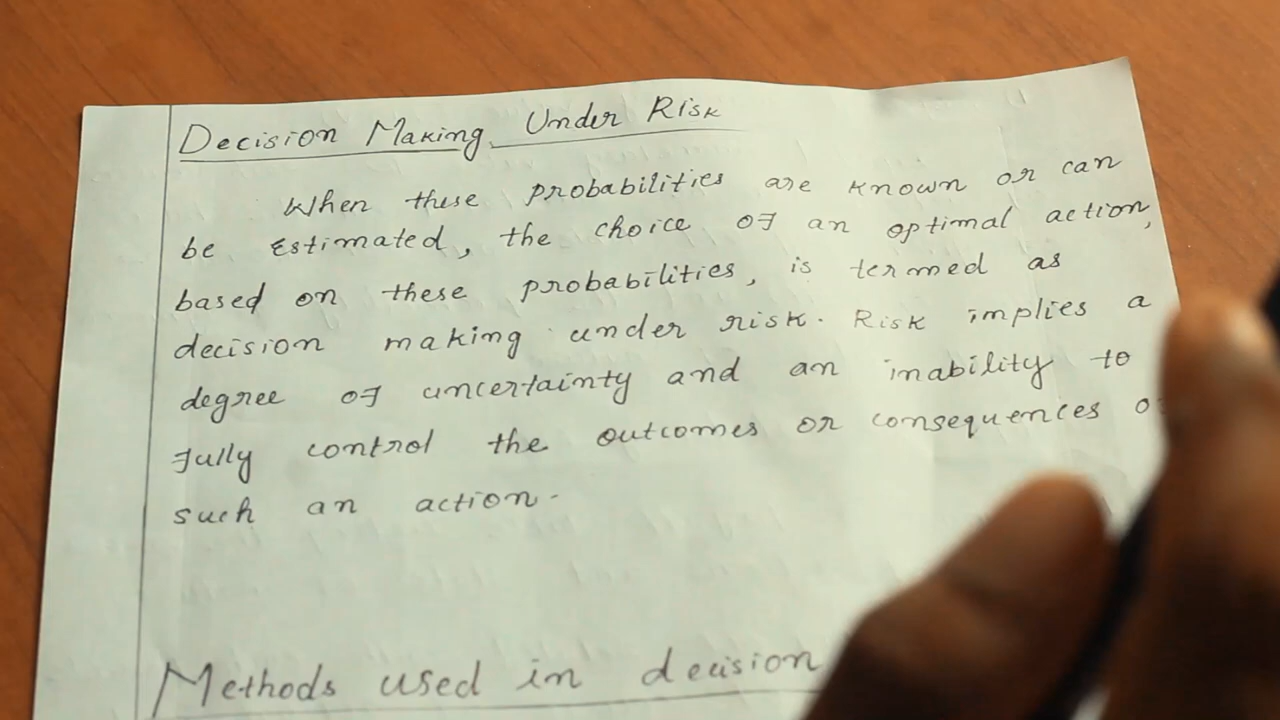 Decision Making Under Risk
When these probabilities are known or can
be Estimated, the choice of an optimal action,
based on these probabilities, is termed as
decision making under risk. Risk implies a
degree of uncertainty and an inability to
fully control the outcomes or consequences
such an action.
Methods used in decision